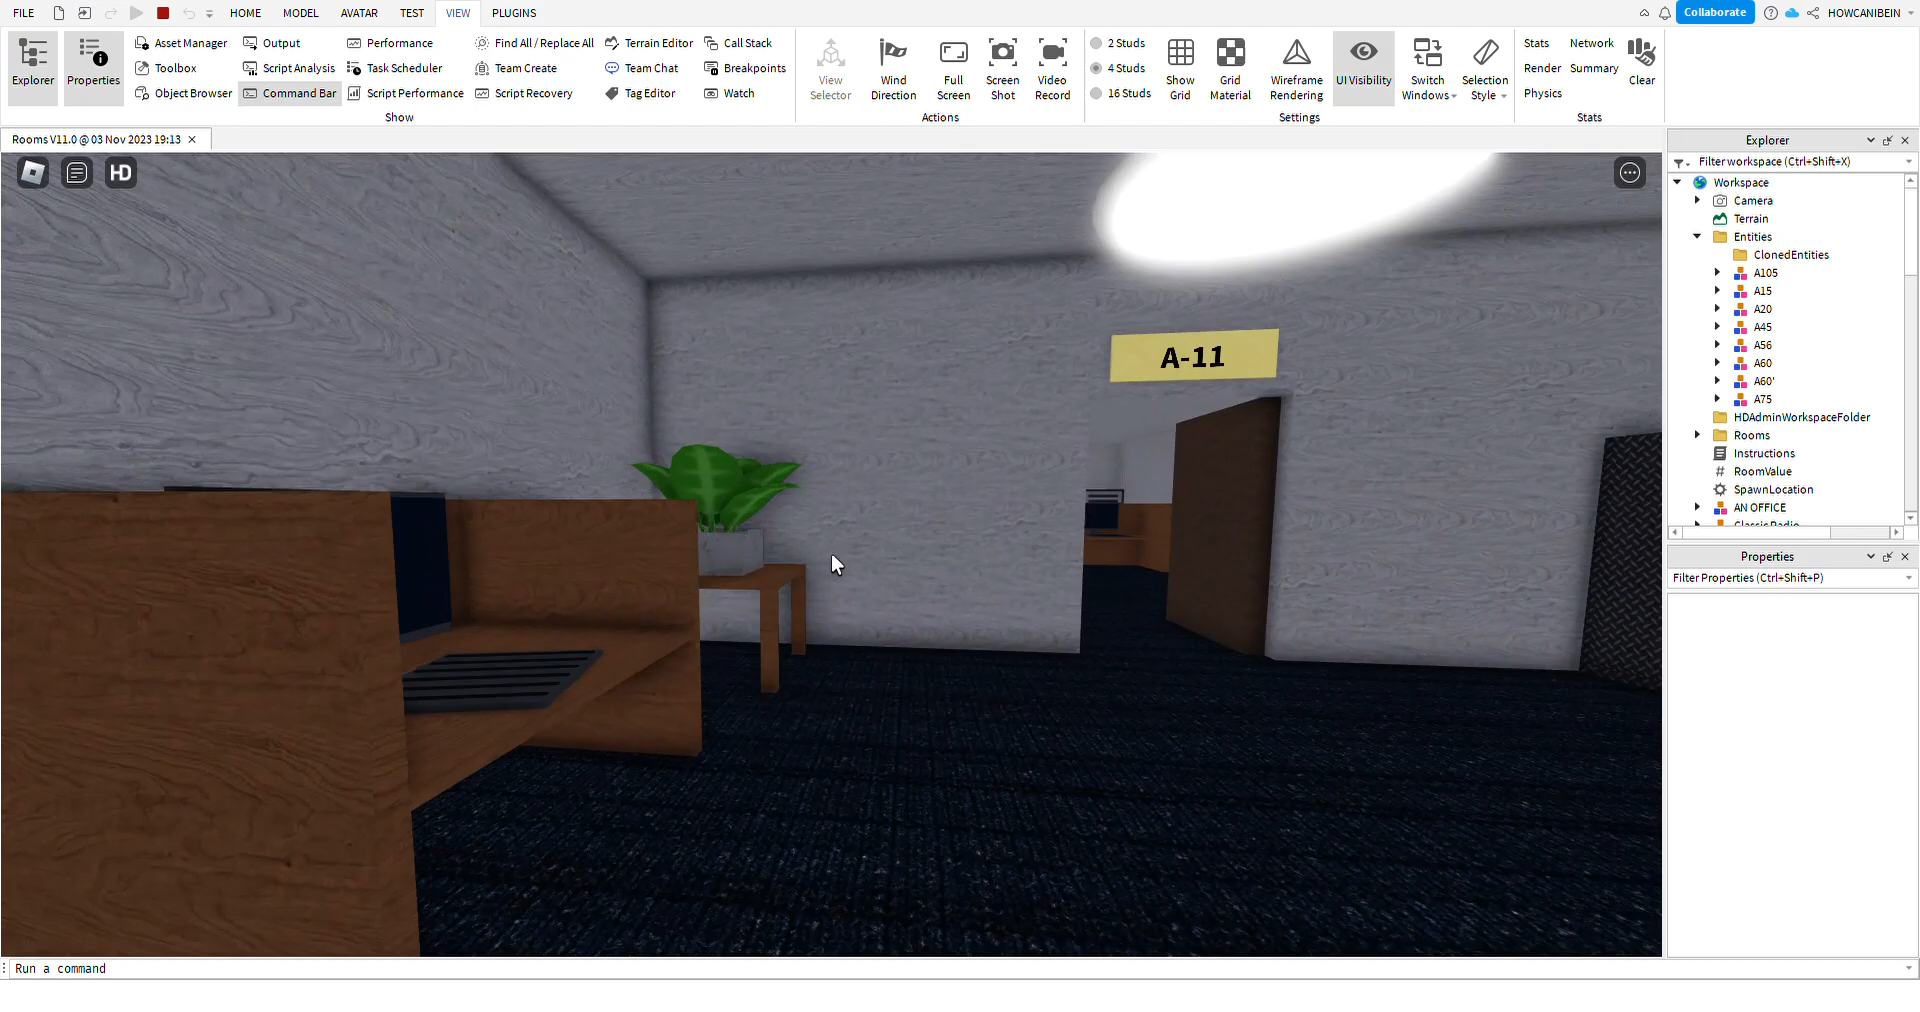 FILE HOME MODEL AVATAR TEST VIEW PLUGINS Collaborate HOWCANIBEIN
Explorer
Properties
Asset Manager
Toolbox
Object Browser
Output
Script Analysis
Command Bar
Performance
Task Scheduler
Script Performance
Find All / Replace All
Team Create
Script Recovery
Terrain Editor
Team Chat
Tag Editor
Call Stack
Breakpoints
Watch
Show
View
Selector
Wind
Direction
Full
Screen
Screen
Shot
Video
Record
Actions
2 Studs
4 Studs
16 Studs
Show
Grid
Grid
Material
Wireframe
Rendering
UI Visibility
Switch
Windows
Selection
Style
Settings
Stats
Render
Physics
Network
Summary
Clear
Stats
Rooms V11.0 @ 03 Nov 2023 19:13
HD
A-11
Explorer
Filter workspace (Ctrl+Shift+X)
Workspace
Camera
Terrain
Entities
ClonedEntities
A105
A15
A20
A45
A56
A60
A60'
A75
HDAdminWorkspaceFolder
Rooms
Instructions
RoomValue
SpawnLocation
AN OFFICE
Classic Radio
Properties
Filter Properties (Ctrl+Shift+P)
Run a command